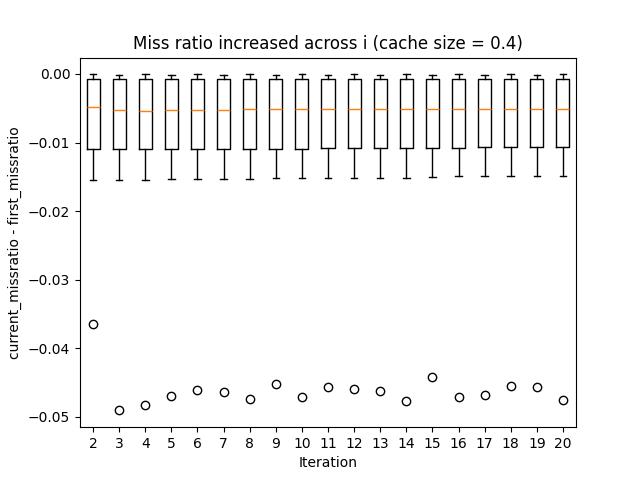 Miss ratio increased across i (cache size = 0.4)
current_missratio - first_missratio
0.00
−0.01
−0.02
−0.03
−0.04
−0.05
2 3 4 5 6 7 8 9 10 11 12 13 14 15 16 17 18 19 20
Iteration